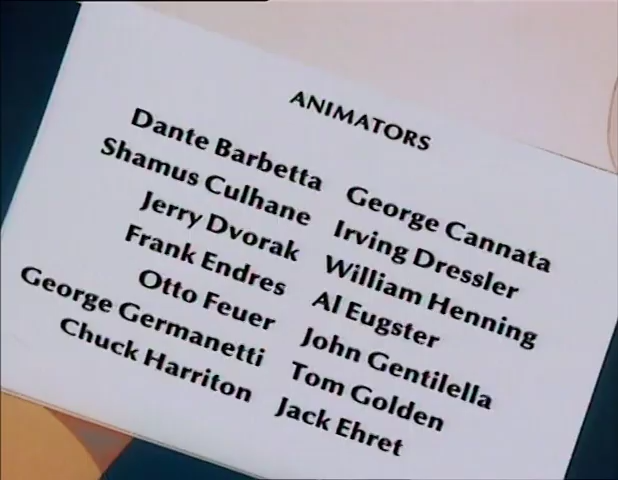 ANIMATORS
Dante Barbetta George Cannata
Shamus Culhane Irving Dressler
Jerry Dvorak William Henning
Frank Endres Al Eugster
Otto Feuer John Gentilella
George Germanetti Tom Golden
Chuck Harriton Jack Ehret